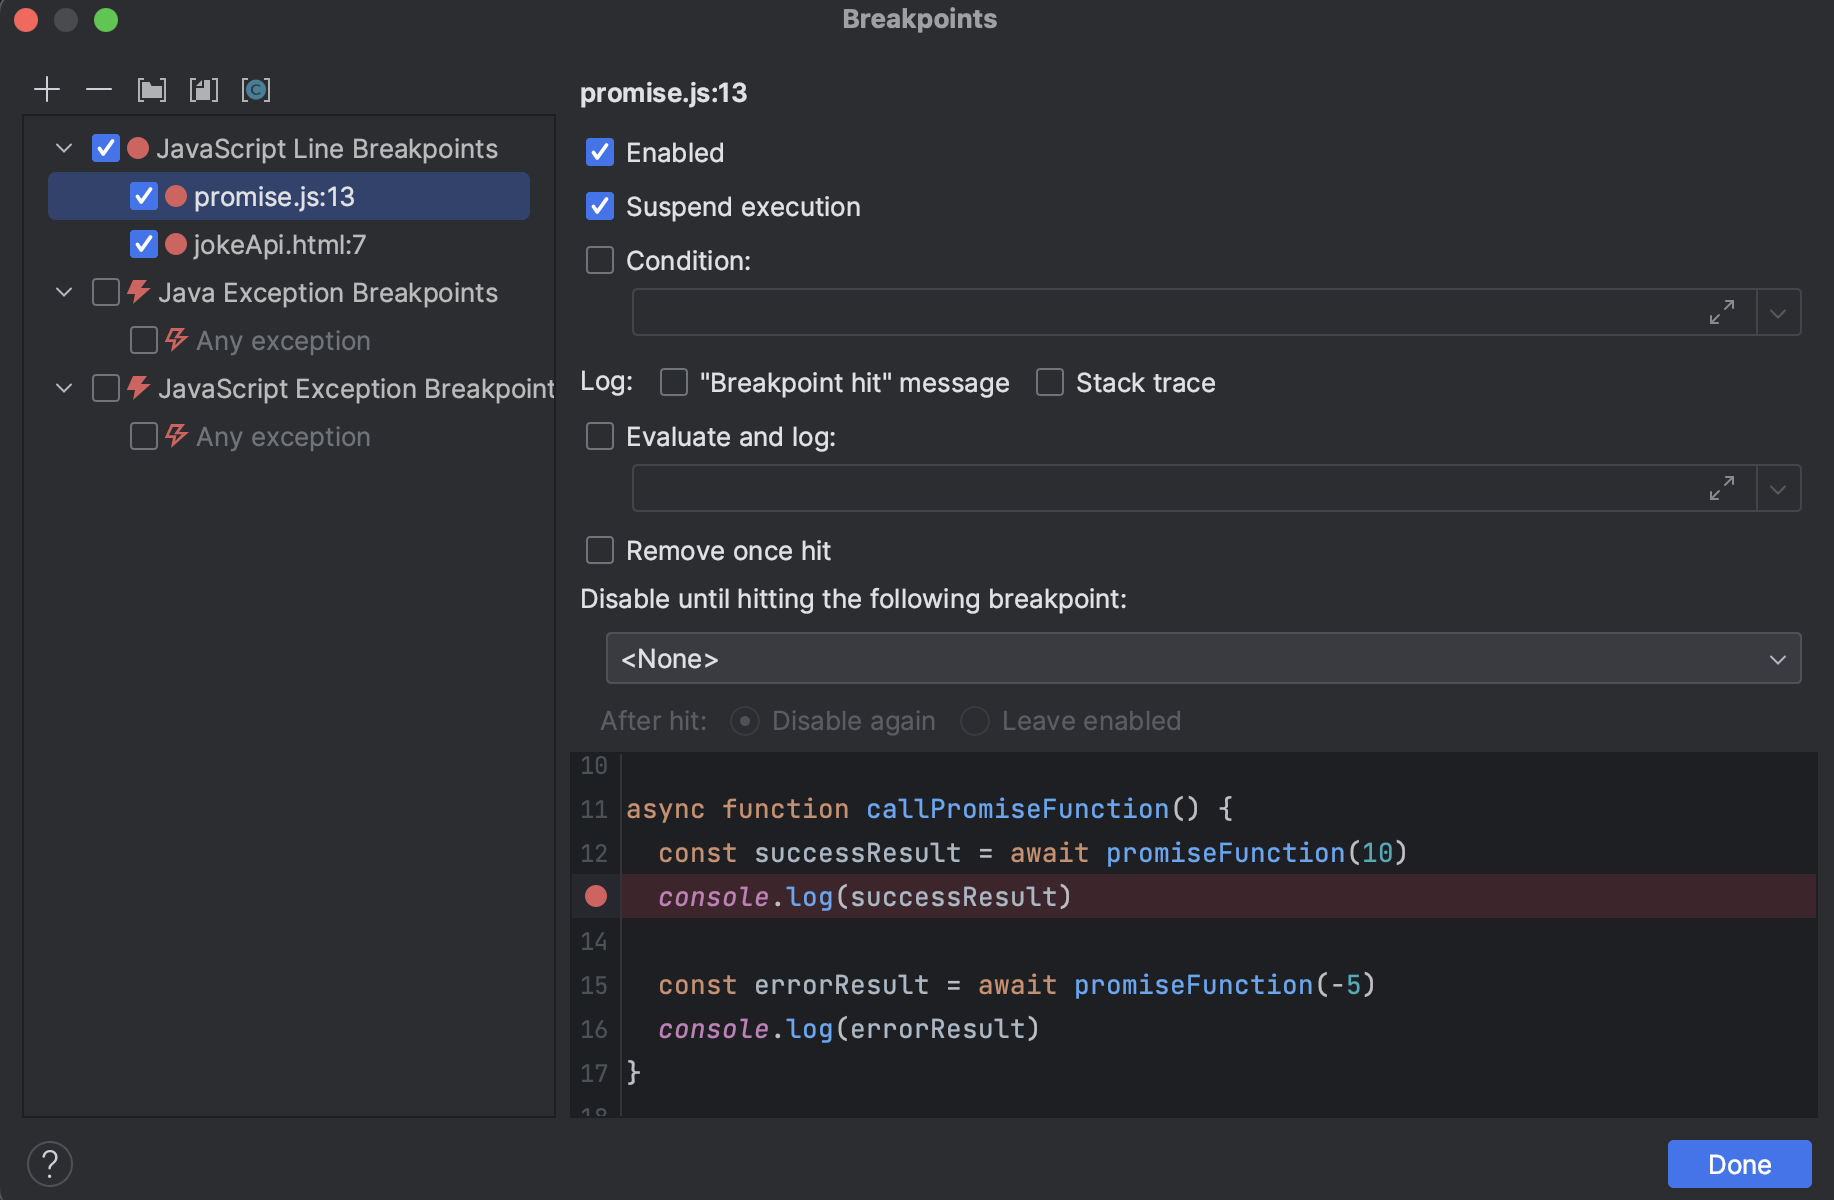 Breakpoints
promise.js:13
JavaScript Line Breakpoints
promise.js:13
jokeApi.html:7
Java Exception Breakpoints
Any exception
JavaScript Exception Breakpoint
Any exception
Enabled
Suspend execution
Condition:
Log: "Breakpoint hit" message Stack trace
Evaluate and log:
Remove once hit
Disable until hitting the following breakpoint:
<None>
After hit: Disable again Leave enabled
10
11 async function callPromiseFunction() {
12 const successResult = await promiseFunction(10)
console.log(successResult)
14
15 const errorResult = await promiseFunction(-5)
16 console.log(errorResult)
17 }
18
?
Done